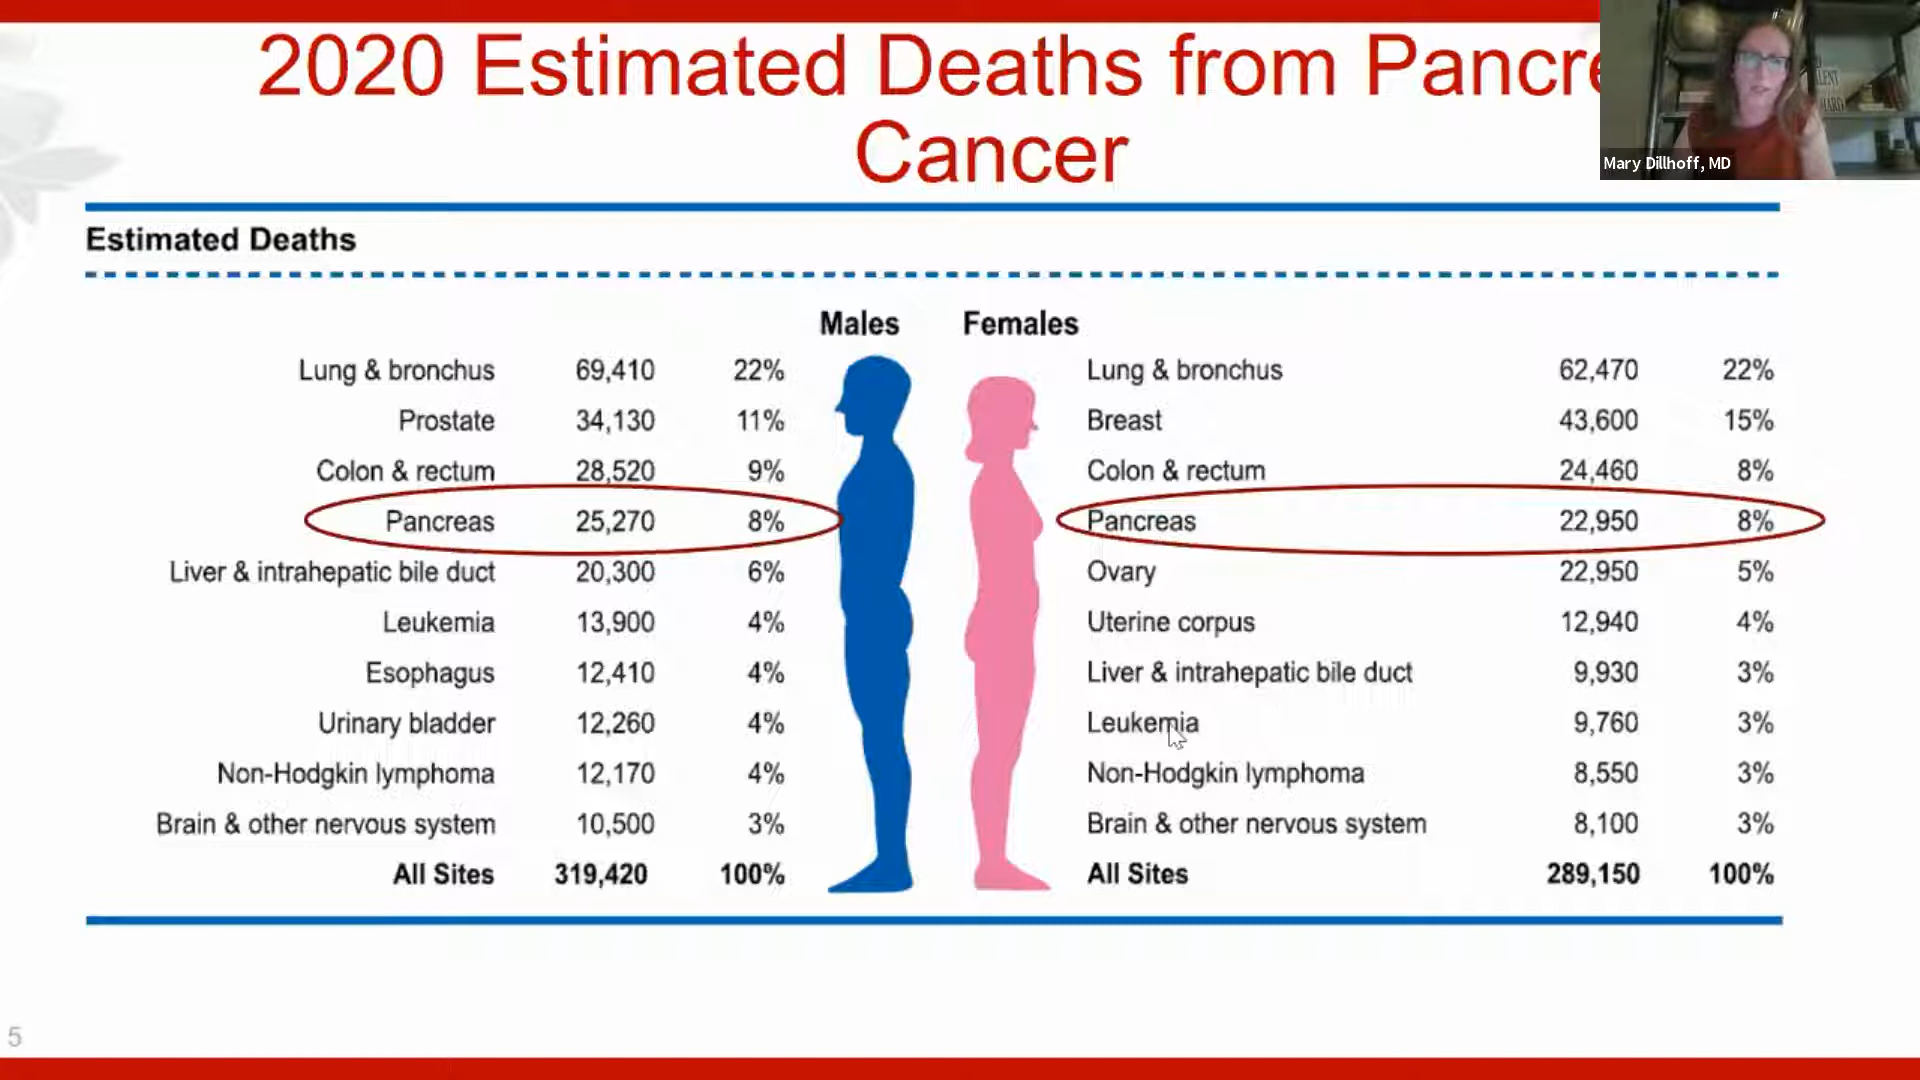 2020 Estimated Deaths from Pancre
Cancer
Mary Dillhoff, MD
Estimated Deaths
Males Females
Lung & bronchus 69,410 22% Lung & bronchus 62,470 22%
Prostate 34,130 11% Breast 43,600 15%
Colon & rectum 28,520 9% Colon & rectum 24,460 8%
Pancreas 25,270 8% Pancreas 22,950 8%
Liver & intrahepatic bile duct 20,300 6% Ovary 22,950 5%
Leukemia 13,900 4% Uterine corpus 12,940 4%
Esophagus 12,410 4% Liver & intrahepatic bile duct 9,930 3%
Urinary bladder 12,260 4% Leukemia 9,760 3%
Non-Hodgkin lymphoma 12,170 4% Non-Hodgkin lymphoma 8,550 3%
Brain & other nervous system 10,500 3% Brain & other nervous system 8,100 3%
All Sites 319,420 100% All Sites 289,150 100%
5